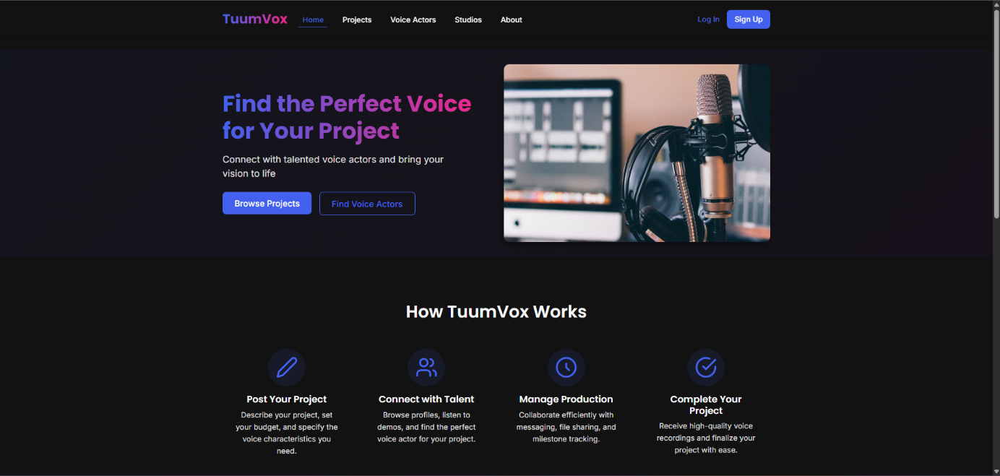 TuumVox Home Projects Voice Actors Studios About Log In Sign Up
Find the Perfect Voice
for Your Project
Connect with talented voice actors and bring your
vision to life
Browse Projects Find Voice Actors
How TuumVox Works
Post Your Project
Describe your project, set
your budget, and specify the
voice characteristics you
need.
Connect with Talent
Browse profiles, listen to
demos, and find the perfect
voice actor for your project.
Manage Production
Collaborate efficiently with
messaging, file sharing, and
milestone tracking.
Complete Your
Project
Receive high-quality voice
recordings and finalize your
project with ease.